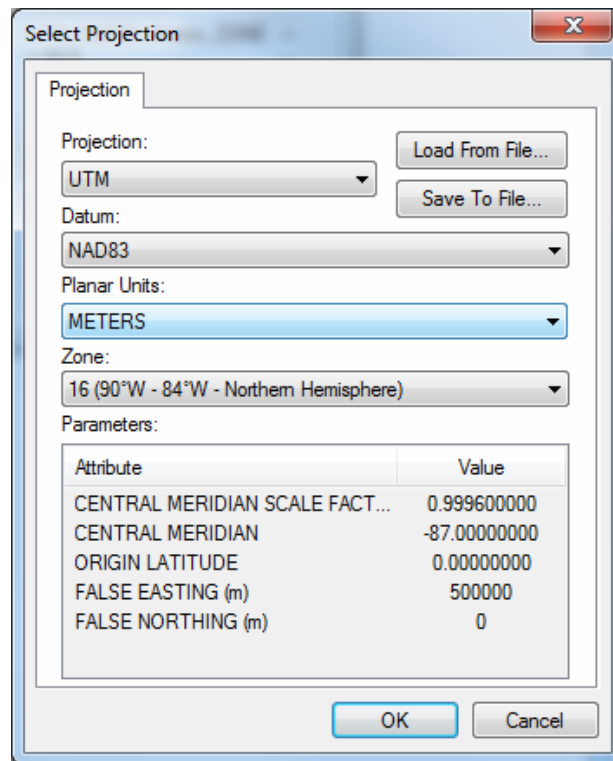 Select Projection
Projection
Projection:
Load From File...
UTM
Save To File...
Datum:
NAD83
Planar Units:
METERS
Zone:
16 (90°W - 84°W - Northern Hemisphere)
Parameters:
Attribute Value
CENTRAL MERIDIAN SCALE FACT... 0.999600000
CENTRAL MERIDIAN -87.00000000
ORIGIN LATITUDE 0.00000000
FALSE EASTING (m) 500000
FALSE NORTHING (m) 0
OK Cancel